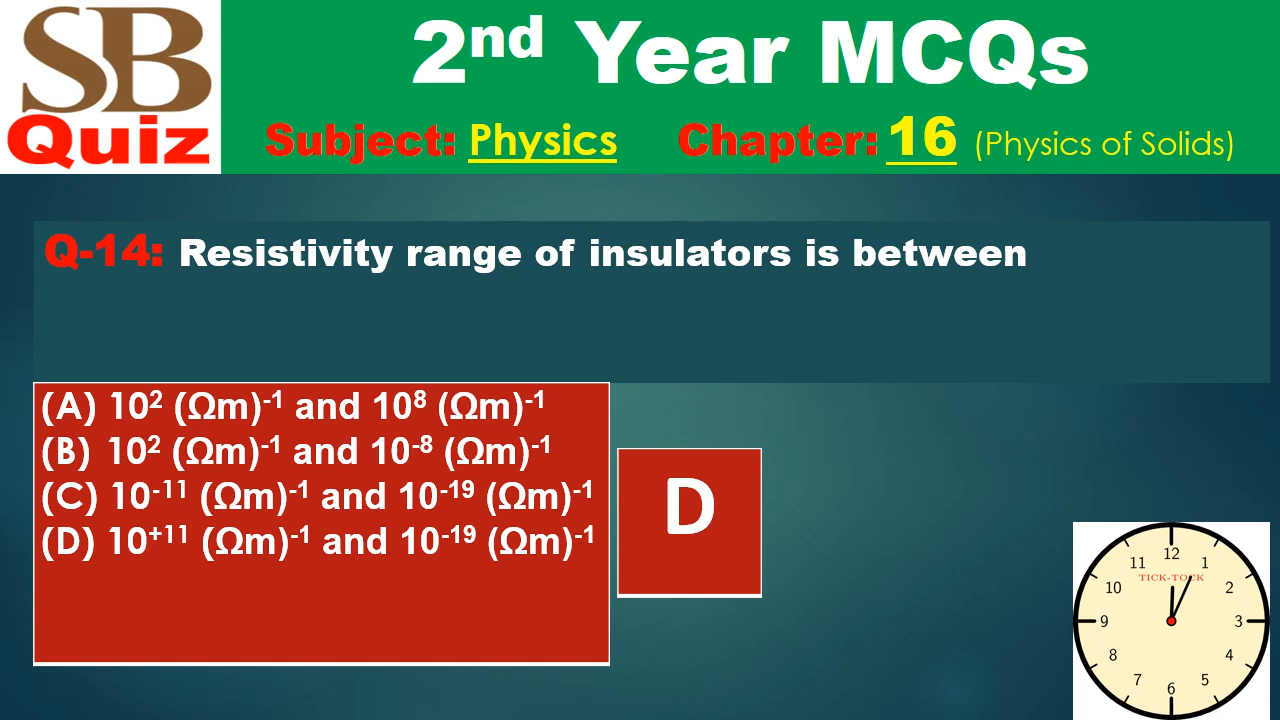 SB
Quiz
2nd Year MCQs
Subject: Physics Chapter: 16 (Physics of Solids)
Q-14: Resistivity range of insulators is between
(A) 10² (Ωm)⁻¹ and 10⁸ (Ωm)⁻¹
(B) 10² (Ωm)⁻¹ and 10⁻⁸ (Ωm)⁻¹
(C) 10⁻¹¹ (Ωm)⁻¹ and 10⁻¹⁹ (Ωm)⁻¹
(D) 10⁺¹¹ (Ωm)⁻¹ and 10⁻¹⁹ (Ωm)⁻¹
D
12
11 1
TICK-TOCK
10 2
9 3
8 4
7 5
6